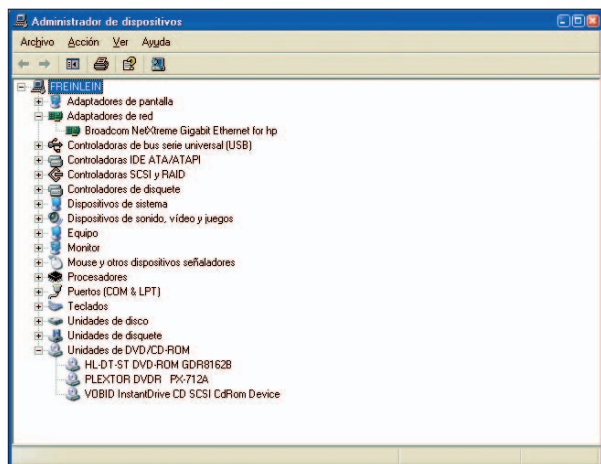 Administrador de dispositivos
Archivo Acción Ver Ayuda
FREINLEIN
Adaptadores de pantalla
Adaptadores de red
Broadcom NetXtreme Gigabit Ethernet for hp
Controladoras de bus serie universal (USB)
Controladoras IDE ATA/ATAPI
Controladoras SCSI y RAID
Controladores de disquete
Dispositivos de sistema
Dispositivos de sonido, vídeo y juegos
Equipo
Monitor
Mouse y otros dispositivos señaladores
Procesadores
Puertos (COM & LPT)
Teclados
Unidades de disco
Unidades de disquete
Unidades de DVD/CD-ROM
HL-DT-ST DVD-ROM GDR8162B
PLEXTOR DVDR PX-712A
VOBID InstantDrive CD SCSI CdRom Device